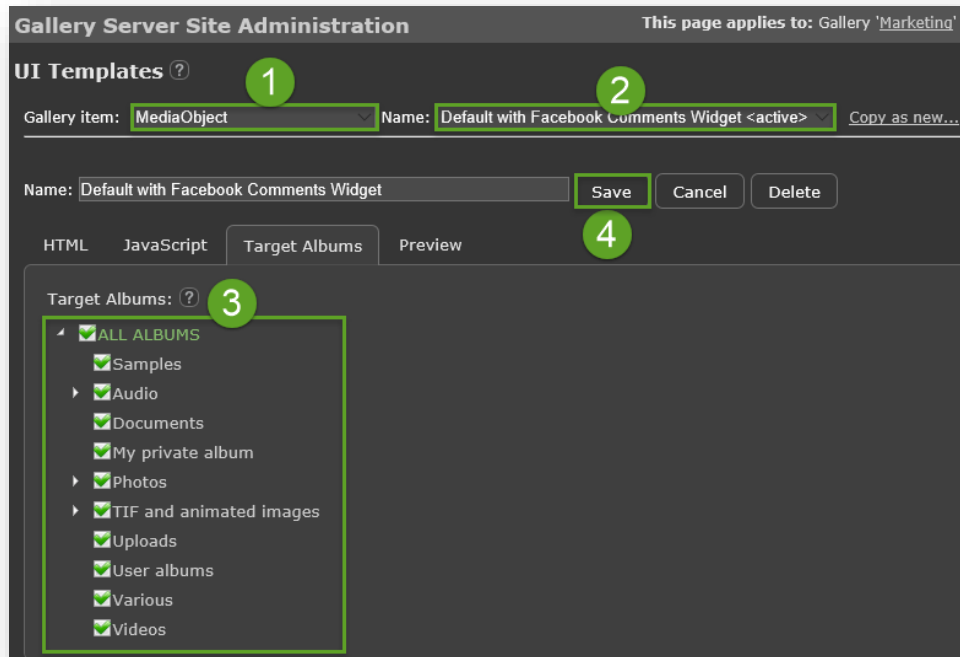 Gallery Server Site Administration This page applies to: Gallery 'Marketing'
UI Templates ?
1
2
Gallery item: MediaObject Name: Default with Facebook Comments Widget <active> Copy as new...
Name: Default with Facebook Comments Widget Save Cancel Delete
4
HTML JavaScript Target Albums Preview
Target Albums: ?
3
ALL ALBUMS
Samples
Audio
Documents
My private album
Photos
TIF and animated images
Uploads
User albums
Various
Videos